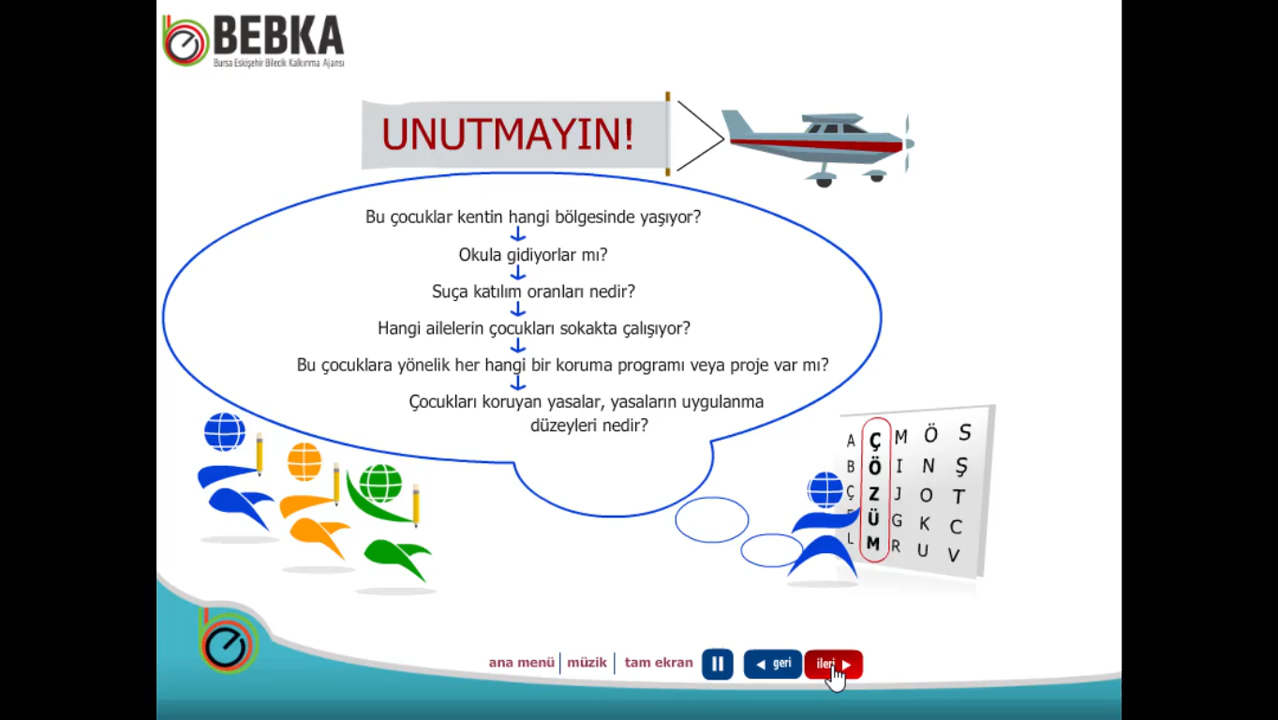 BEBKA
Bursa Eskişehir Bilecik Kalkınma Ajansı
UNUTMAYIN!
Bu çocuklar kentin hangi bölgesinde yaşıyor?
Okula gidiyorlar mı?
Suça katılım oranları nedir?
Hangi ailelerin çocukları sokakta çalışıyor?
Bu çocuklara yönelik her hangi bir koruma programı veya proje var mı?
Çocukları koruyan yasalar, yasaların uygulanma
düzeyleri nedir?
A Ç M Ö S
B Ö I N Ş
Ç Z J O T
Ü G K C
L M R U V
ana menü müzik tam ekran geri ileri